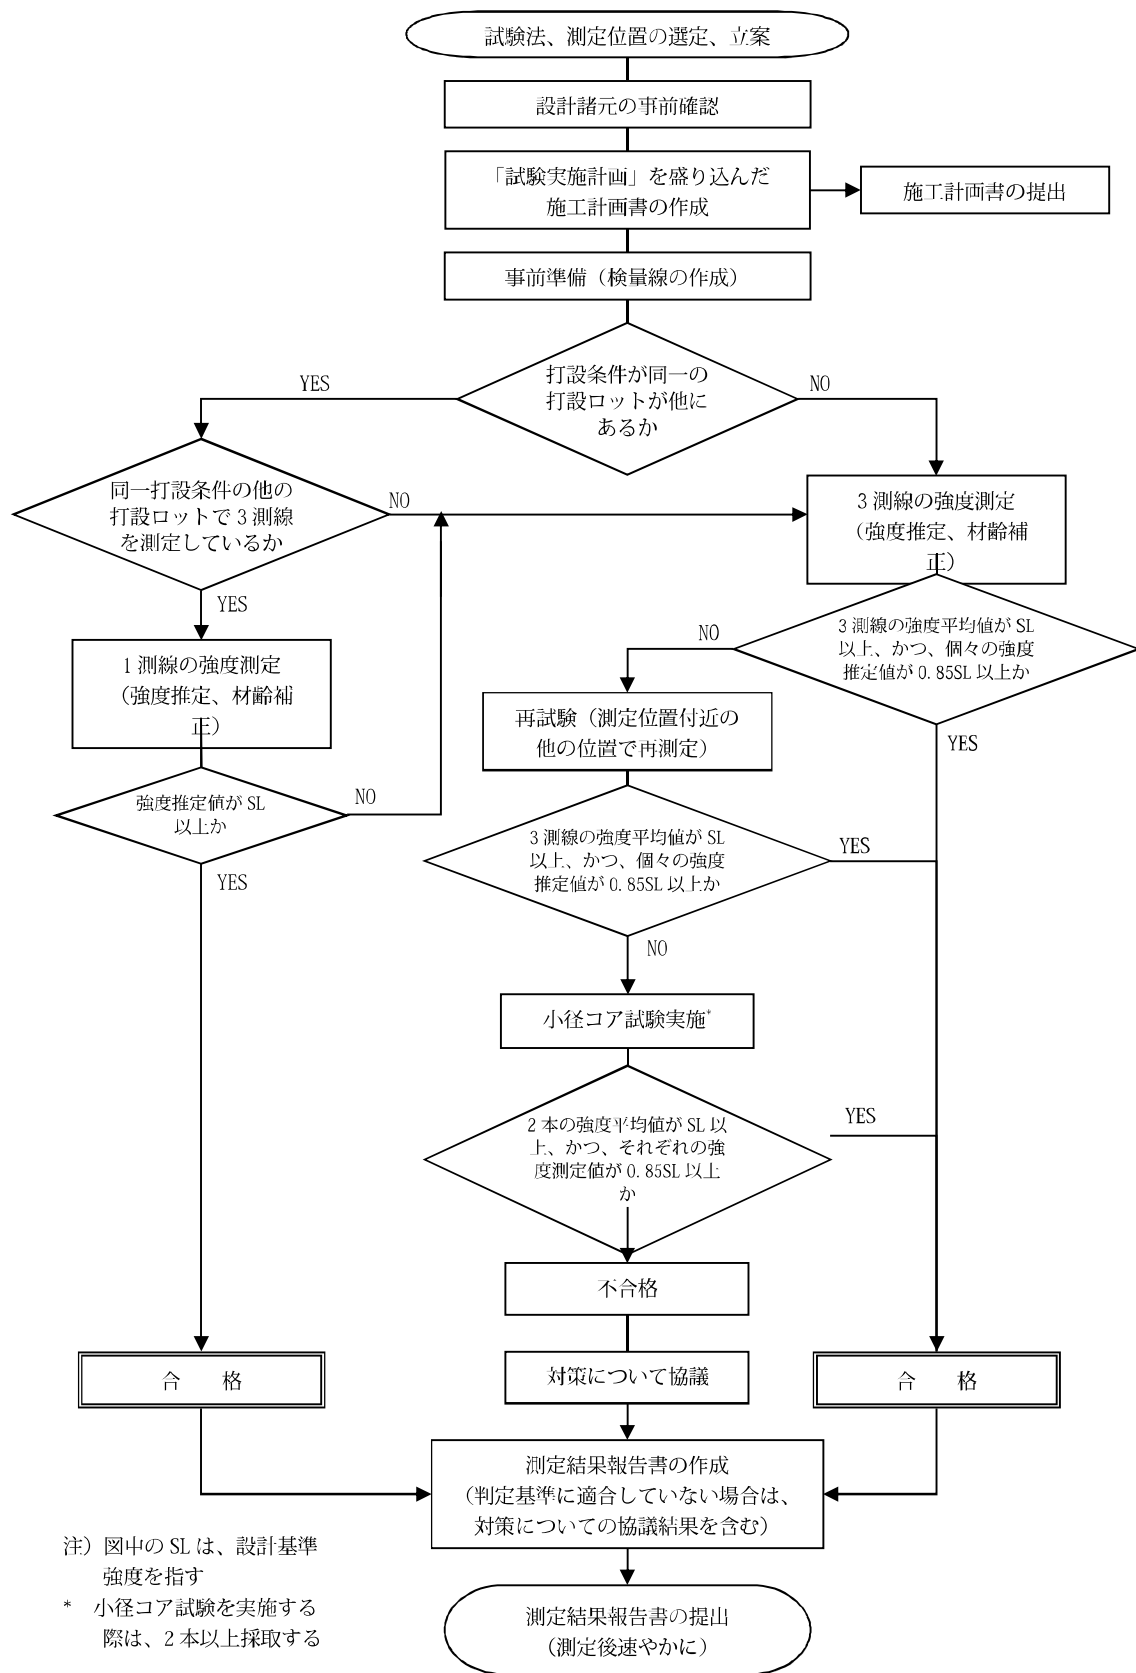 試験法、測定位置の選定、立案
設計諸元の事前確認
「試験実施計画」を盛り込んだ
施工計画書の作成
施工計画書の提出
事前準備（検量線の作成）
打設条件が同一の
打設ロットが他に
あるか
YES
NO
同一打設条件の他の
打設ロットで 3 測線
を測定しているか
NO
YES
3 測線の強度測定
（強度推定、材齢補
正）
1 測線の強度測定
（強度推定、材齢補
正）
3 測線の強度平均値が SL
以上、かつ、個々の強度
推定値が 0.85SL 以上か
NO
YES
再試験（測定位置付近の
他の位置で再測定）
強度推定値が SL
以上か
NO
YES
3 測線の強度平均値が SL
以上、かつ、個々の強度
推定値が 0.85SL 以上か
YES
NO
小径コア試験実施*
2 本の強度平均値が SL 以
上、かつ、それぞれの強
度測定値が 0.85SL 以上
か
YES
不合格
対策について協議
合　　格
合　　格
測定結果報告書の作成
（判定基準に適合していない場合は、
対策についての協議結果を含む）
測定結果報告書の提出
（測定後速やかに）
注）図中の SL は、設計基準
強度を指す
*　小径コア試験を実施する
際は、2 本以上採取する